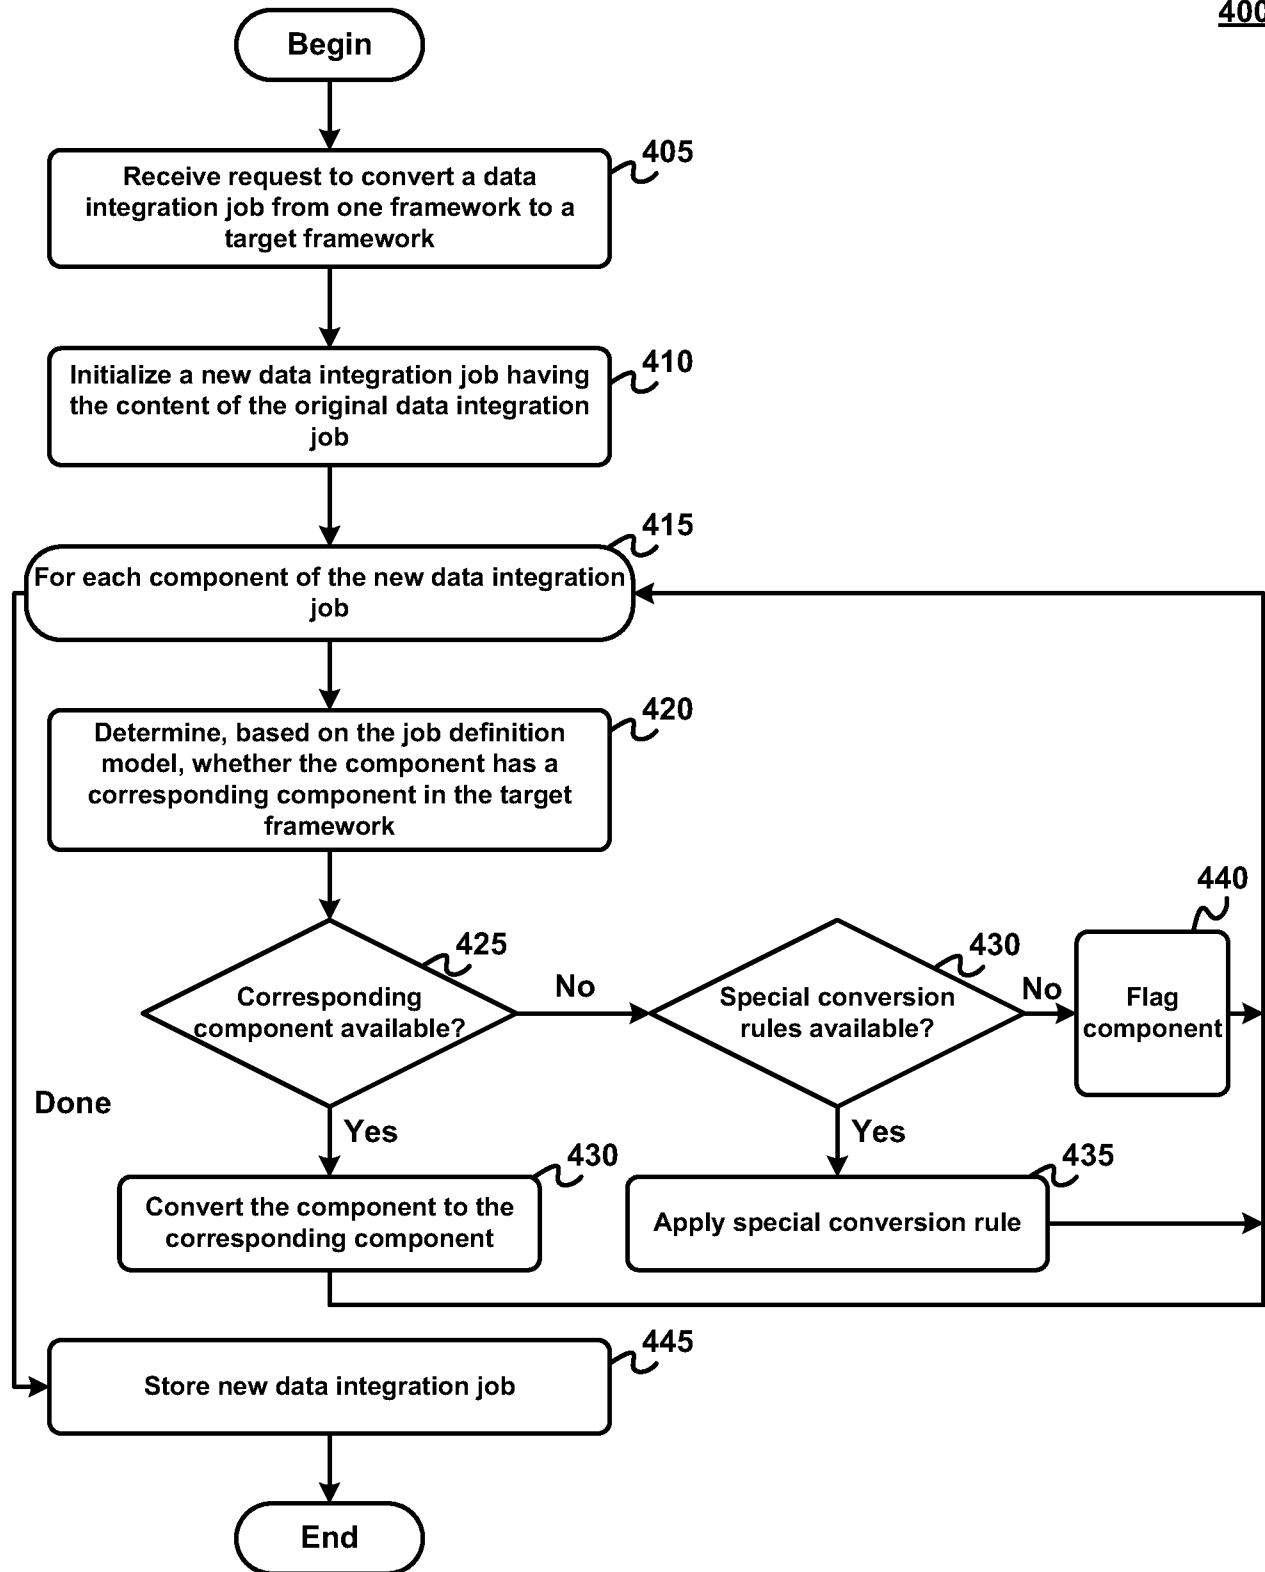 400
Begin
405
Receive request to convert a data
integration job from one framework to a
target framework
410
Initialize a new data integration job having
the content of the original data integration
job
415
For each component of the new data integration
job
420
Determine, based on the job definition
model, whether the component has a
corresponding component in the target
framework
425
Corresponding
component available?
No
430
Special conversion
rules available?
No
440
Flag
component
Done
Yes
430
Convert the component to the
corresponding component
Yes
435
Apply special conversion rule
445
Store new data integration job
End